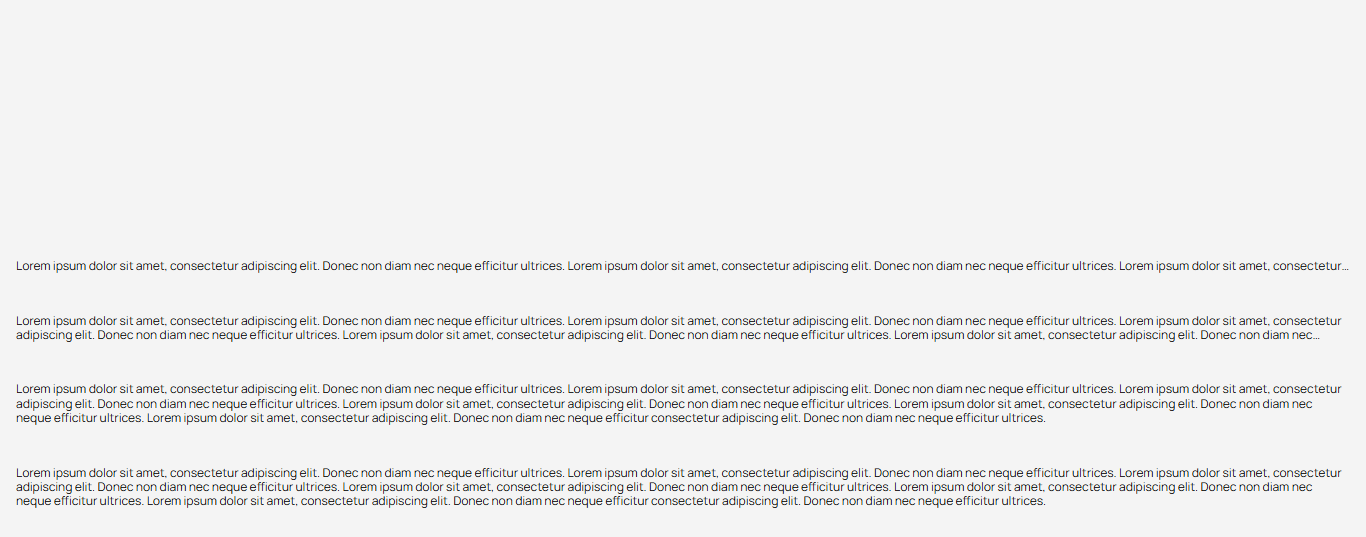 Lorem ipsum dolor sit amet, consectetur adipiscing elit. Donec non diam nec neque efficitur ultrices. Lorem ipsum dolor sit amet, consectetur adipiscing elit. Donec non diam nec neque efficitur ultrices. Lorem ipsum dolor sit amet, consectetur...
Lorem ipsum dolor sit amet, consectetur adipiscing elit. Donec non diam nec neque efficitur ultrices. Lorem ipsum dolor sit amet, consectetur adipiscing elit. Donec non diam nec neque efficitur ultrices. Lorem ipsum dolor sit amet, consectetur
adipiscing elit. Donec non diam nec neque efficitur ultrices. Lorem ipsum dolor sit amet, consectetur adipiscing elit. Donec non diam nec neque efficitur ultrices. Lorem ipsum dolor sit amet, consectetur adipiscing elit. Donec non diam nec...
Lorem ipsum dolor sit amet, consectetur adipiscing elit. Donec non diam nec neque efficitur ultrices. Lorem ipsum dolor sit amet, consectetur adipiscing elit. Donec non diam nec neque efficitur ultrices. Lorem ipsum dolor sit amet, consectetur
adipiscing elit. Donec non diam nec neque efficitur ultrices. Lorem ipsum dolor sit amet, consectetur adipiscing elit. Donec non diam nec neque efficitur ultrices. Lorem ipsum dolor sit amet, consectetur adipiscing elit. Donec non diam nec
neque efficitur ultrices. Lorem ipsum dolor sit amet, consectetur adipiscing elit. Donec non diam nec neque efficitur consectetur adipiscing elit. Donec non diam nec neque efficitur ultrices.
Lorem ipsum dolor sit amet, consectetur adipiscing elit. Donec non diam nec neque efficitur ultrices. Lorem ipsum dolor sit amet, consectetur adipiscing elit. Donec non diam nec neque efficitur ultrices. Lorem ipsum dolor sit amet, consectetur
adipiscing elit. Donec non diam nec neque efficitur ultrices. Lorem ipsum dolor sit amet, consectetur adipiscing elit. Donec non diam nec neque efficitur ultrices. Lorem ipsum dolor sit amet, consectetur adipiscing elit. Donec non diam nec
neque efficitur ultrices. Lorem ipsum dolor sit amet, consectetur adipiscing elit. Donec non diam nec neque efficitur consectetur adipiscing elit. Donec non diam nec neque efficitur ultrices.